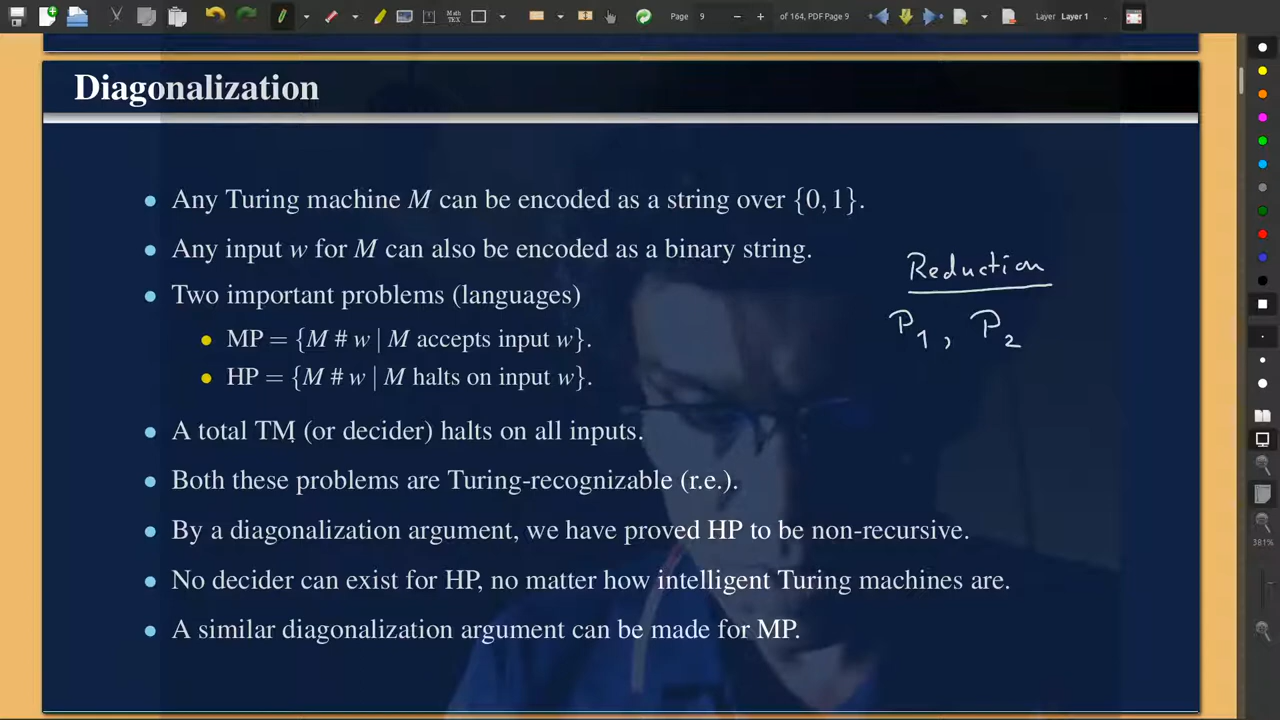 Page 9 of 164, PDF Page 9 Layer Layer 1
Diagonalization
Any Turing machine M can be encoded as a string over {0, 1}.
Any input w for M can also be encoded as a binary string.
Two important problems (languages)
MP = {M # w | M accepts input w}.
HP = {M # w | M halts on input w}.
A total TM (or decider) halts on all inputs.
Both these problems are Turing-recognizable (r.e.).
By a diagonalization argument, we have proved HP to be non-recursive.
No decider can exist for HP, no matter how intelligent Turing machines are.
A similar diagonalization argument can be made for MP.
Reduction
P1, P2
381%